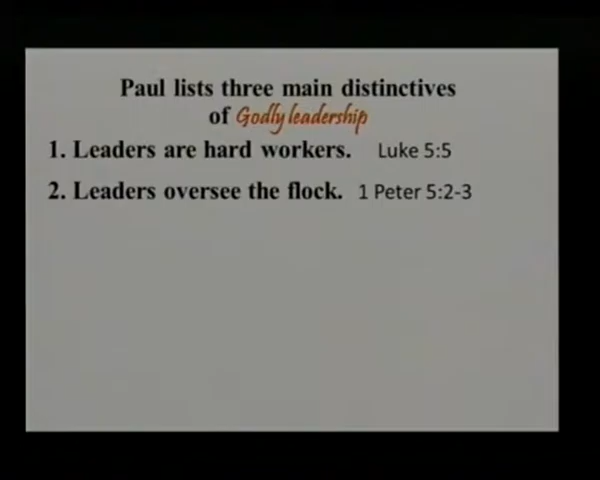 Paul lists three main distinctives
of Godly leadership
1. Leaders are hard workers. Luke 5:5
2. Leaders oversee the flock. 1 Peter 5:2-3